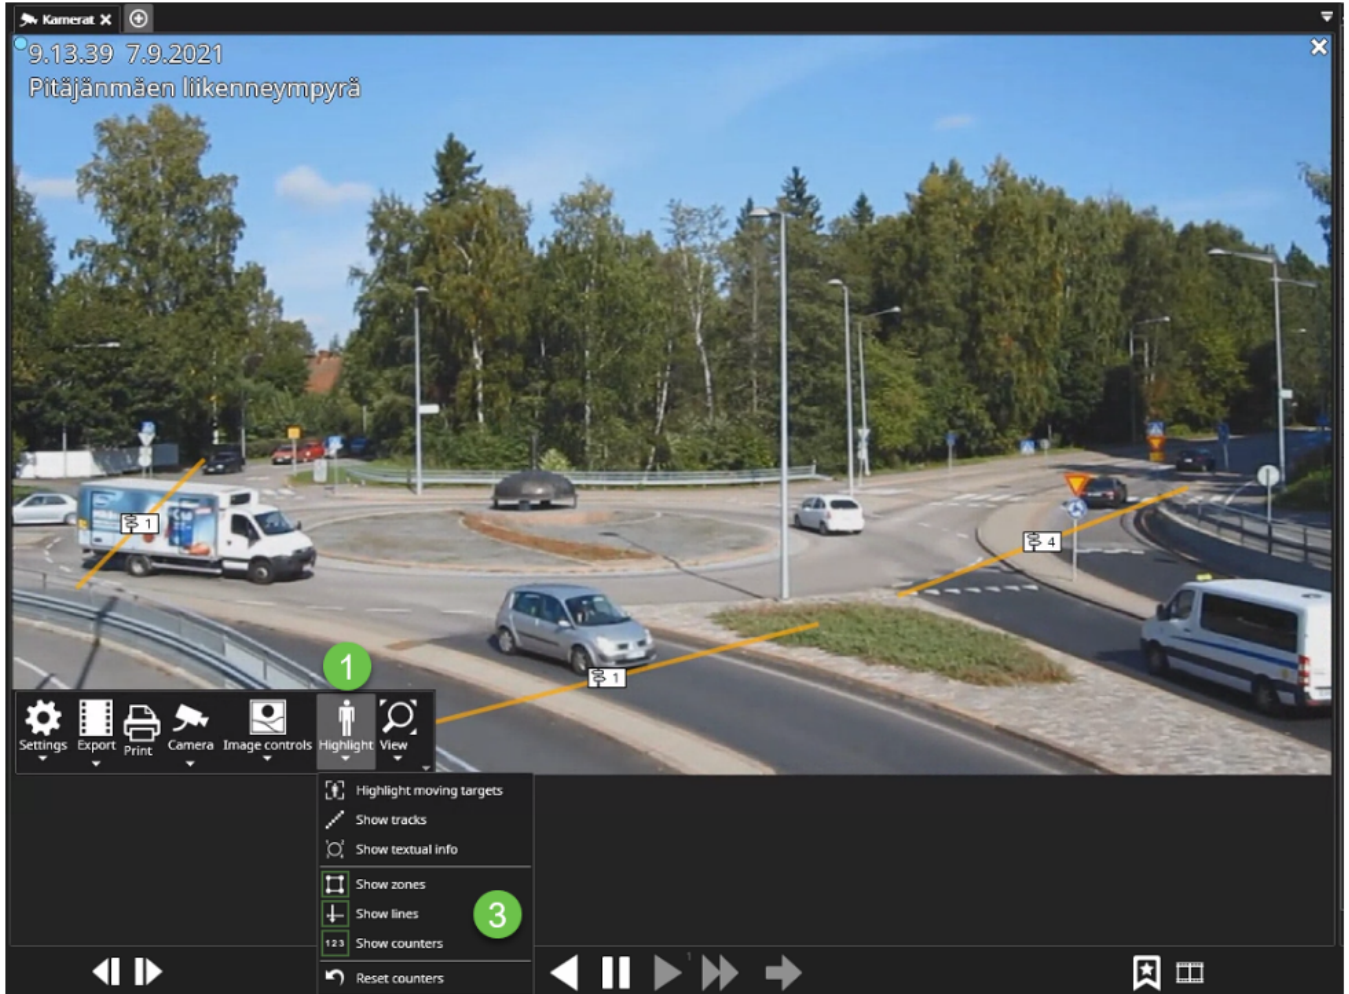 Kamerat
9.13.39 7.9.2021
Pitäjänmäen liikenneympyrä
1
4
1
1
Settings
Export
Print
Camera
Image controls
Highlight
View
Highlight moving targets
Show tracks
Show textual info
Show zones
Show lines
3
123
Show counters
Reset counters
1